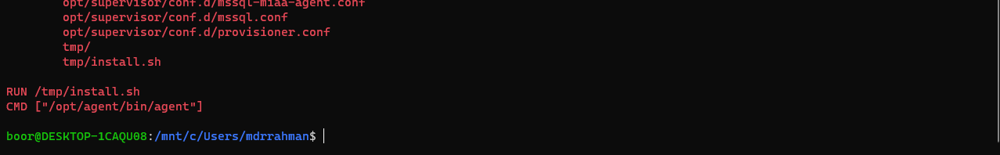 opt/supervisor/conf.d/mssql-miaa-agent.conf
opt/supervisor/conf.d/mssql.conf
opt/supervisor/conf.d/provisioner.conf
tmp/
tmp/install.sh
RUN /tmp/install.sh
CMD ["/opt/agent/bin/agent"]
boor@DESKTOP-1CAQU08:/mnt/c/Users/mdrrahman$